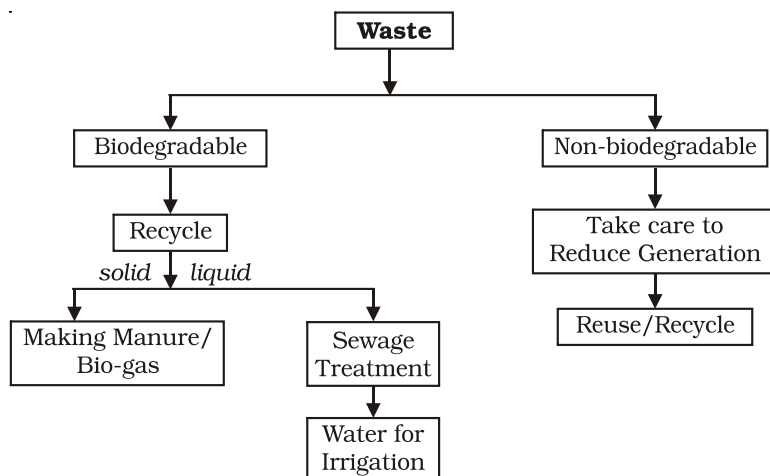 Waste
Biodegradable
Non-biodegradable
Recycle
Take care to
Reduce Generation
solid liquid
Making Manure/
Bio-gas
Sewage
Treatment
Reuse/Recycle
Water for
Irrigation